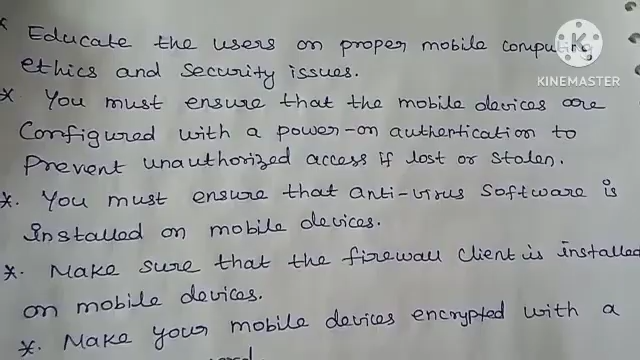 * Educate the users on proper mobile computing
ethics and security issues.
KINEMASTER
* You must ensure that the mobile devices are
Configured with a power-on authentication to
Prevent unauthorized access if lost or stolen.
*. You must ensure that anti-virus software is
installed on mobile devices.
*. Make sure that the firewall client is installed
on mobile devices.
*. Make your mobile devices encrypted with a